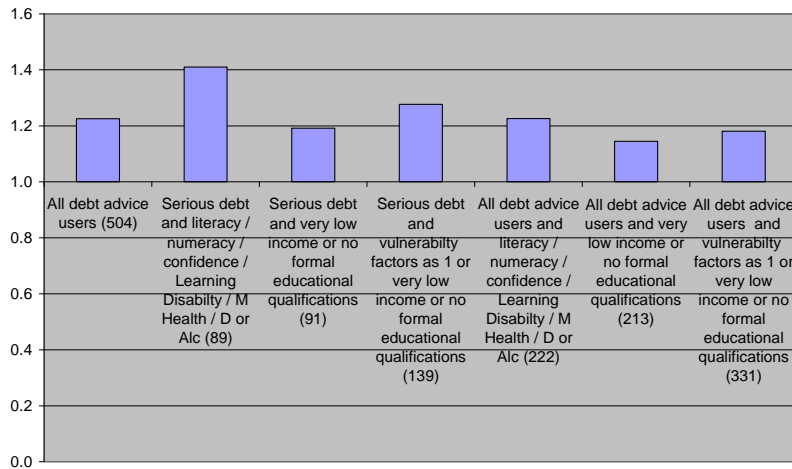 1.6
1.4
1.2
1.0
0.8
0.6
0.4
0.2
0.0
All debt advice
users (504)
Serious debt
and literacy /
numeracy /
confidence /
Learning
Disabilty / M
Health / D or
Alc (89)
Serious debt
and very low
income or no
formal
educational
qualifications
(91)
Serious debt
and
vulnerabilty
factors as 1 or
very low
income or no
formal
educational
qualifications
(139)
All debt advice
users and
literacy /
numeracy /
confidence /
Learning
Disabilty / M
Health / D or
Alc (222)
All debt advice
users and very
low income or
no formal
educational
qualifications
(213)
All debt advice
users and
vulnerabilty
factors as 1 or
very low
income or no
formal
educational
qualifications
(331)